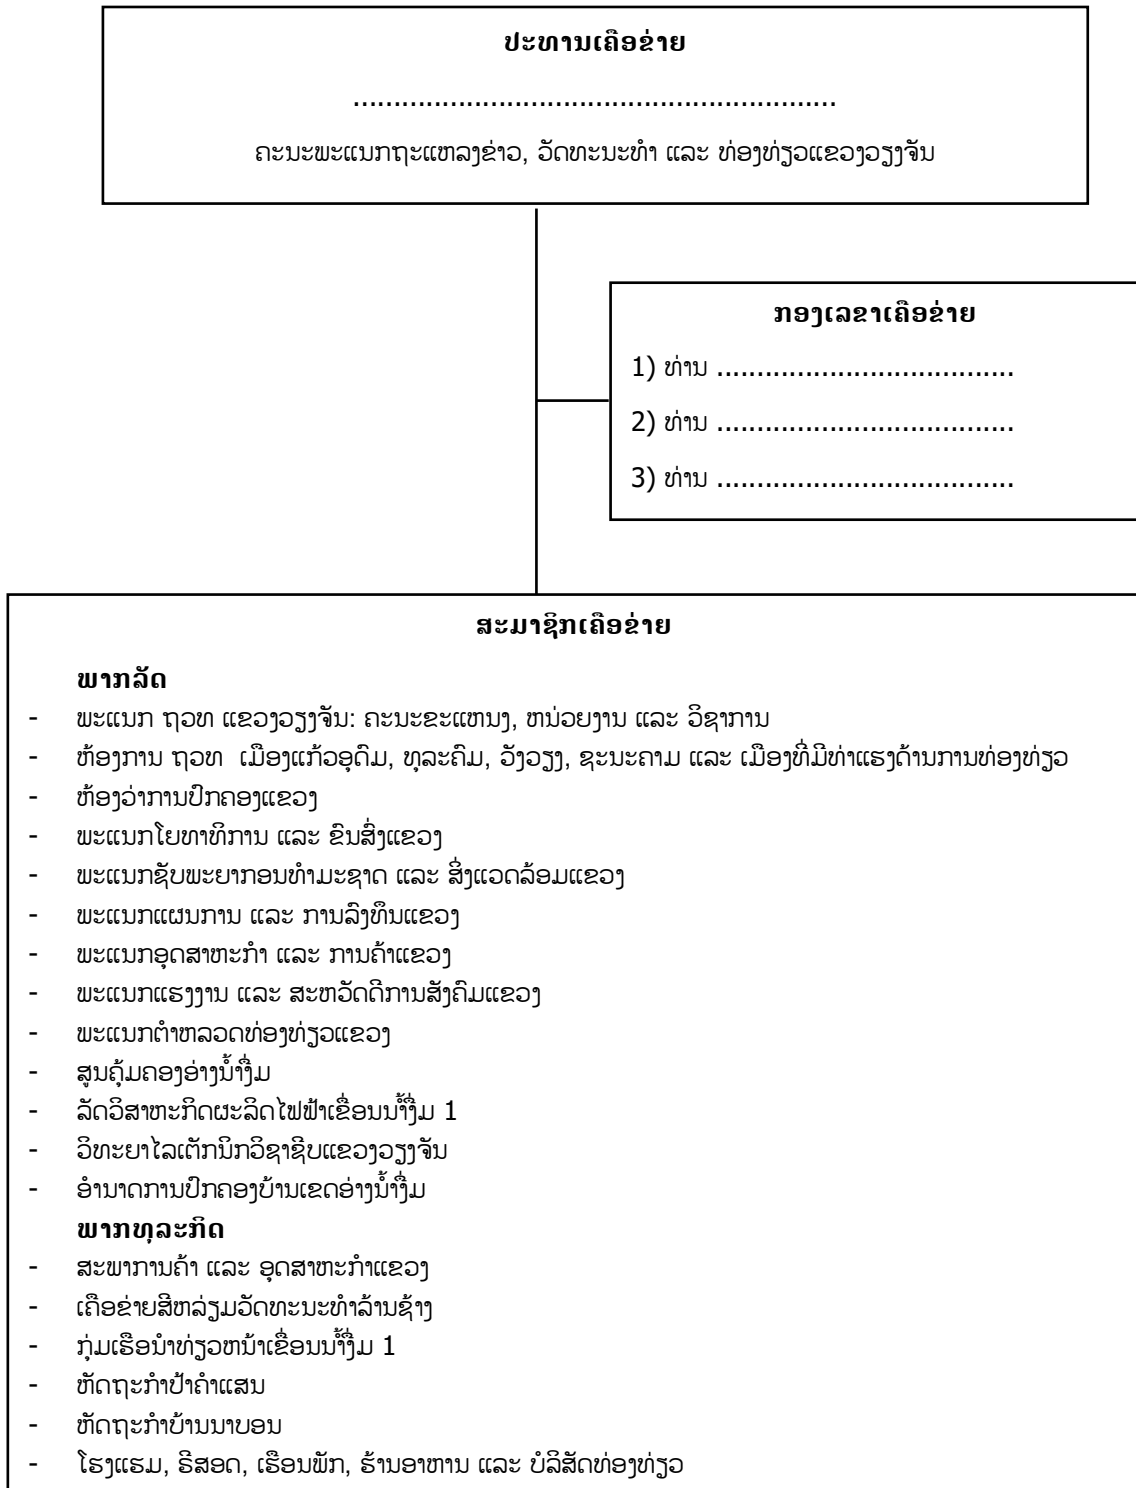 ປະທານເຄືອຂ່າຍ
............................................................
ຄະນະພະແນກຖະແຫລງຂ່າວ, ວັດທະນະທຳ ແລະ ທ່ອງທ່ຽວແຂວງວຽງຈັນ
ກອງເລຂາເຄືອຂ່າຍ
1) ທ່ານ .....................................
2) ທ່ານ .....................................
3) ທ່ານ .....................................
ສະມາຊິກເຄືອຂ່າຍ
ພາກລັດ
- ພະແນກ ຖວທ ແຂວງວຽງຈັນ: ຄະນະຂະແຫນງ, ຫນ່ວຍງານ ແລະ ວິຊາການ
- ຫ້ອງການ ຖວທ ເມືອງແກ້ວອຸດົມ, ທຸລະຄົມ, ວັງວຽງ, ຊະນະຄາມ ແລະ ເມືອງທີ່ມີທ່າແຮງດ້ານການທ່ອງທ່ຽວ
- ຫ້ອງວ່າການປົກຄອງແຂວງ
- ພະແນກໂຍທາທິການ ແລະ ຂົນສົ່ງແຂວງ
- ພະແນກຊັບພະຍາກອນທຳມະຊາດ ແລະ ສິ່ງແວດລ້ອມແຂວງ
- ພະແນກແຜນການ ແລະ ການລົງທຶນແຂວງ
- ພະແນກອຸດສາຫະກຳ ແລະ ການຄ້າແຂວງ
- ພະແນກແຮງງານ ແລະ ສະຫວັດດີການສັງຄົມແຂວງ
- ພະແນກຕຳຫລວດທ່ອງທ່ຽວແຂວງ
- ສູນຄຸ້ມຄອງອ່າງນ້ຳງື່ມ
- ລັດວິສາຫະກິດຜະລິດໄຟຟ້າເຂື່ອນນ້ຳງື່ມ 1
- ວິທະຍາໄລເຕັກນິກວິຊາຊີບແຂວງວຽງຈັນ
- ອຳນາດການປົກຄອງບ້ານເຂດອ່າງນ້ຳງື່ມ
ພາກທຸລະກິດ
- ສະພາການຄ້າ ແລະ ອຸດສາຫະກຳແຂວງ
- ເຄືອຂ່າຍສີຫລ່ຽມວັດທະນະທຳລ້ານຊ້າງ
- ກຸ່ມເຮືອນຳທ່ຽວຫນ້າເຂື່ອນນ້ຳງື່ມ 1
- ຫັດຖະກຳປ້າຄຳແສນ
- ຫັດຖະກຳບ້ານນາບອນ
- ໂຮງແຮມ, ຣີສອດ, ເຮືອນພັກ, ຮ້ານອາຫານ ແລະ ບໍລິສັດທ່ອງທ່ຽວ